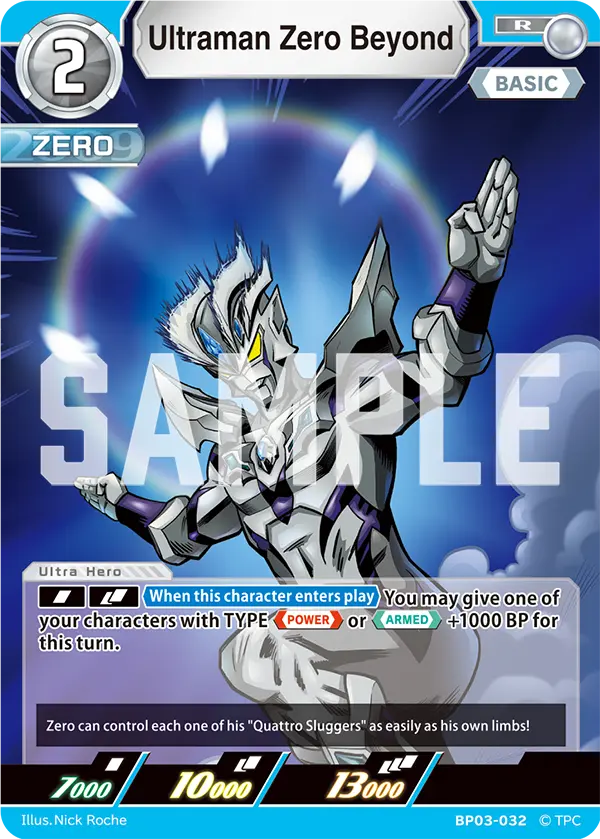 2
Ultraman Zero Beyond
R
BASIC
ZERO
SAMPLE
Ultra Hero
When this character enters play You may give one of
your characters with TYPE POWER or ARMED +1000 BP for
this turn.
Zero can control each one of his "Quattro Sluggers" as easily as his own limbs!
7000
10000
13000
Illus.Nick Roche
BP03-032 © TPC